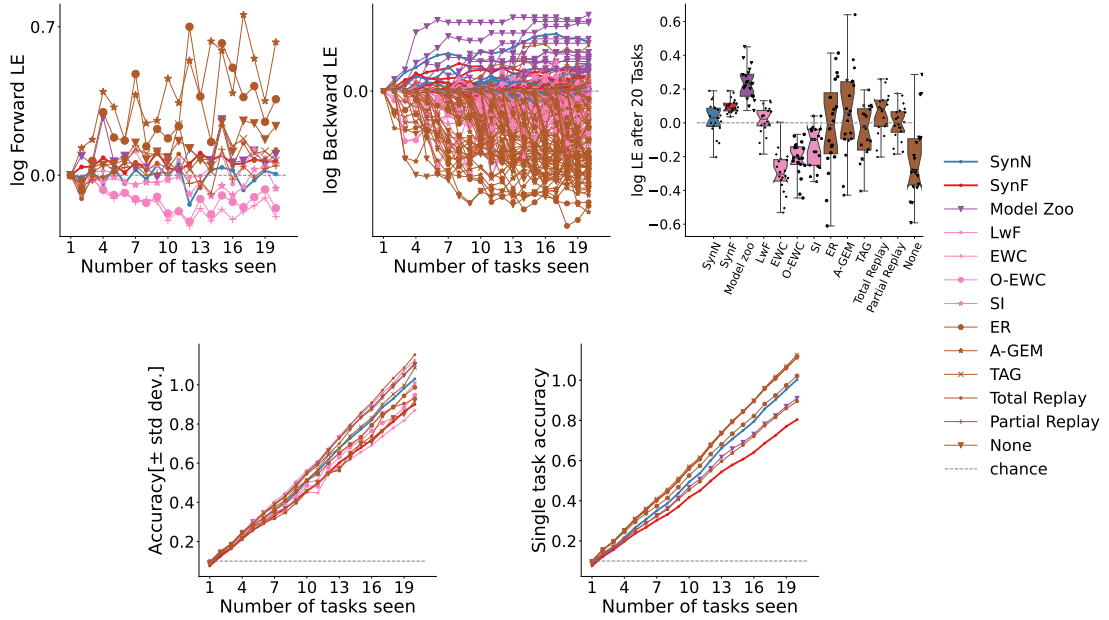 log Forward LE
0.7
0.0
1 4 7 10 13 16 19
Number of tasks seen
log Backward LE
0.0
1 4 7 10 13 16 19
Number of tasks seen
log LE after 20 Tasks
0.6
0.4
0.2
0.0
−0.2
−0.4
−0.6
SynN
SynF
Model zoo
LwF
EWC
O-EWC
SI
ER
A-GEM
TAG
Total Replay
Partial Replay
None
SynN
SynF
Model Zoo
LwF
EWC
O-EWC
SI
ER
A-GEM
TAG
Total Replay
Partial Replay
None
chance
Accuracy[± std dev.]
1.0
0.8
0.6
0.4
0.2
1 4 7 10 13 16 19
Number of tasks seen
Single task accuracy
1.0
0.8
0.6
0.4
0.2
1 4 7 10 13 16 19
Number of tasks seen